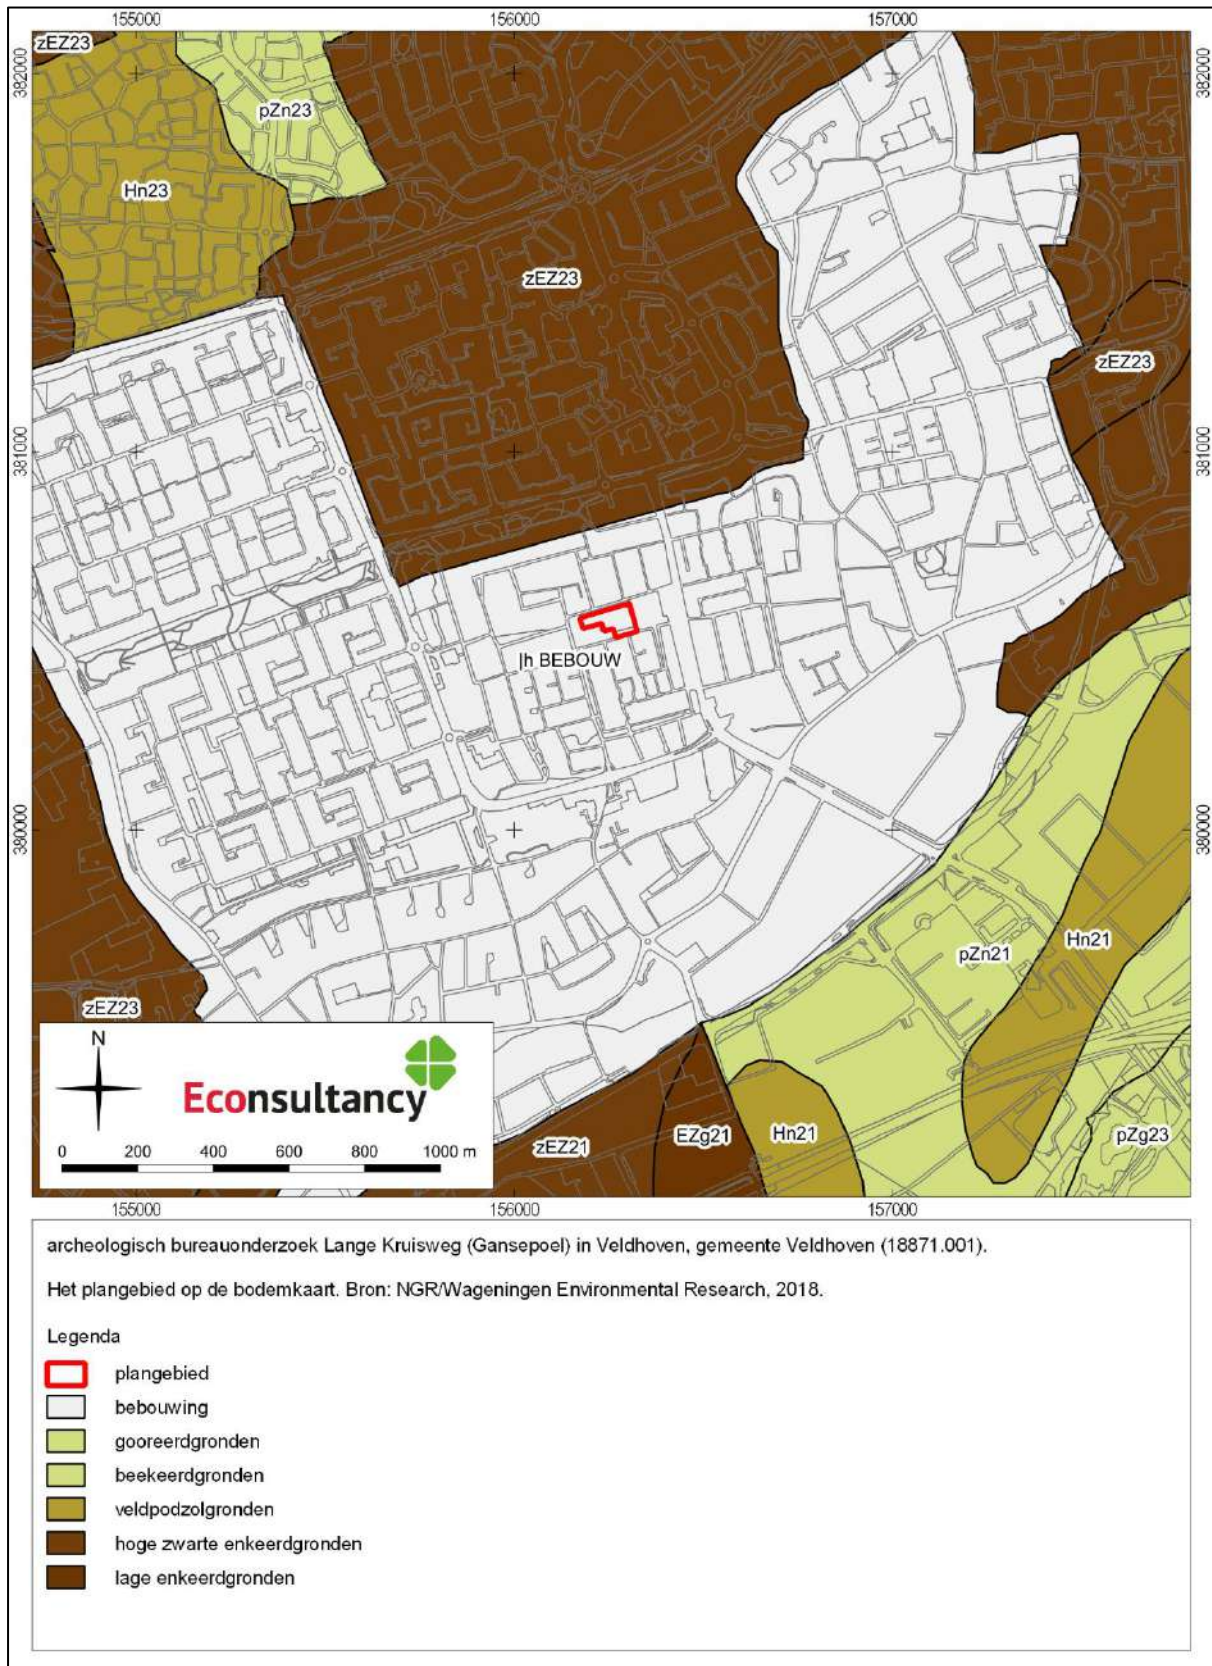 155000 156000 157000
zEZ23
382000 382000
pZn23
Hn23
zEZ23
zEZ23
381000 381000
|h BEBOUW
380000 380000
Hn21
pZn21
zEZ23
N
Econsultancy
0 200 400 600 800 1000 m
zEZ21
EZg21
Hn21
pZg23
155000 156000 157000
archeologisch bureauonderzoek Lange Kruisweg (Gansepoel) in Veldhoven, gemeente Veldhoven (18871.001).
Het plangebied op de bodemkaart. Bron: NGR/Wageningen Environmental Research, 2018.
Legenda
plangebied
bebouwing
gooreerdgronden
beekeerdgronden
veldpodzolgronden
hoge zwarte enkeerdgronden
lage enkeerdgronden